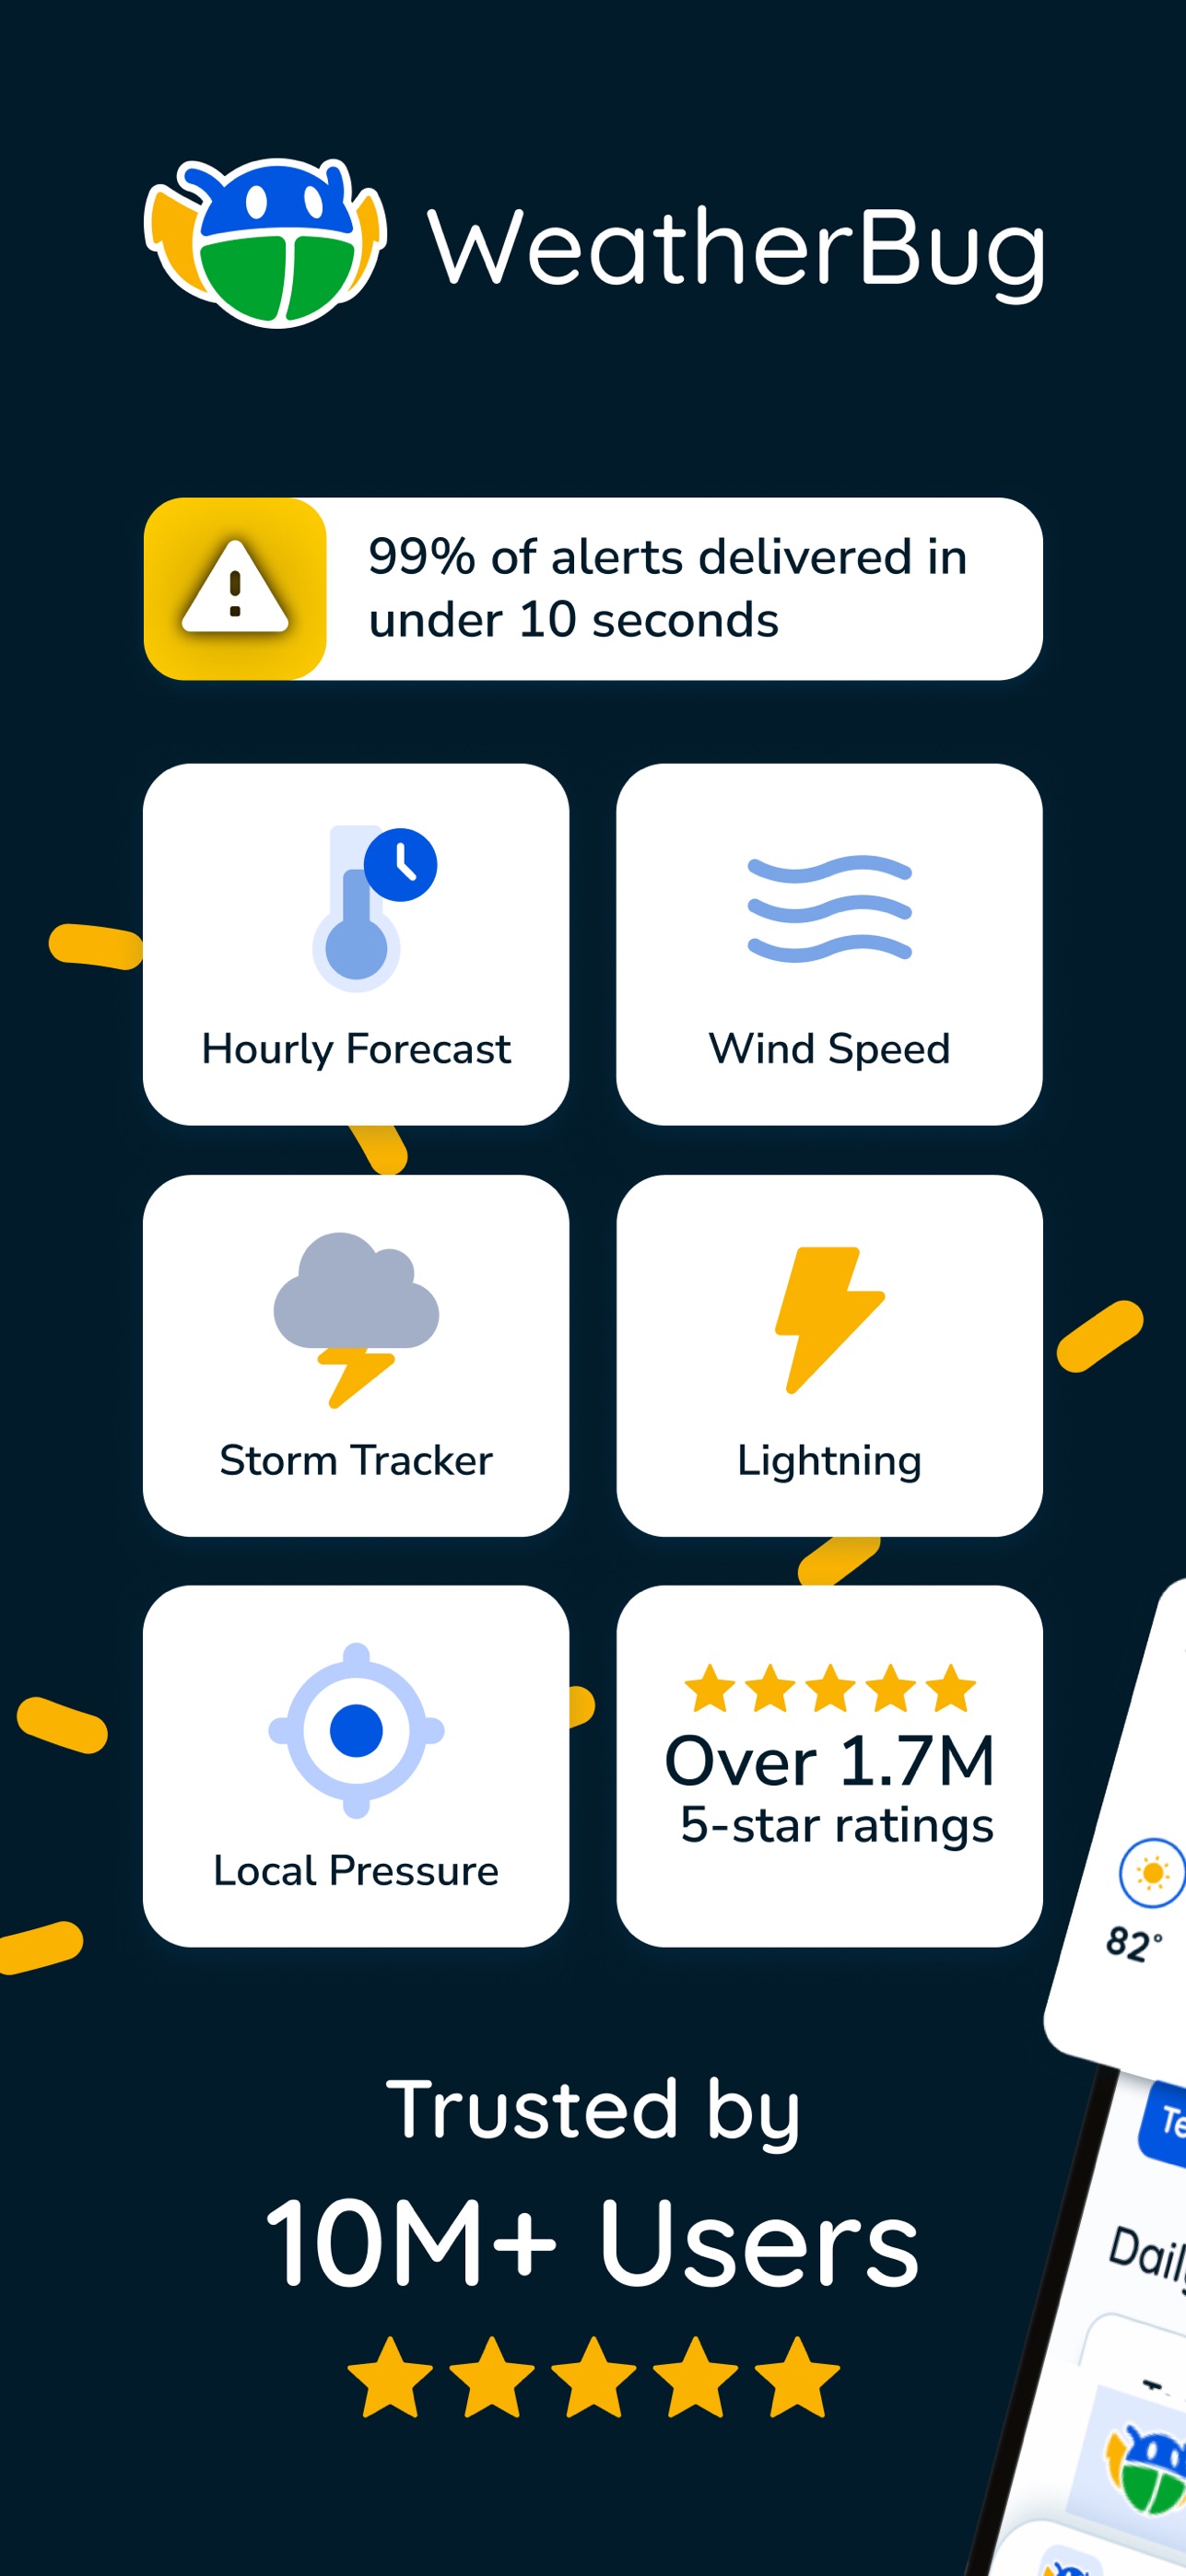 WeatherBug
99% of alerts delivered in
under 10 seconds
Hourly Forecast
Wind Speed
Storm Tracker
Lightning
Local Pressure
Over 1.7M
5-star ratings
82°
Trusted by
10M+ Users